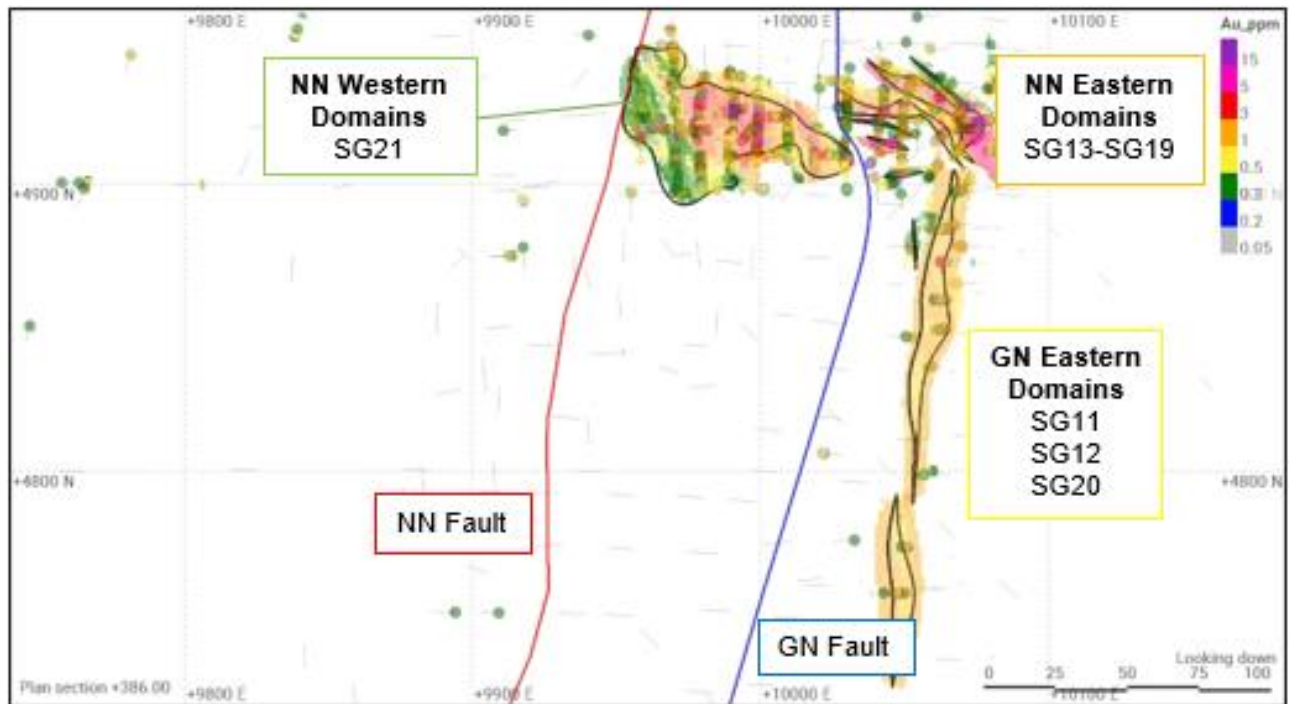 +9800 E
+9900 E
+10000 E
+10100 E
Au_ppm
15
5
3
1
0.5
0.3
0.2
0.05
NN Western
Domains
SG21
NN Eastern
Domains
SG13-SG19
+4900 N
GN Eastern
Domains
SG11
SG12
SG20
+4800 N
+4800 N
NN Fault
GN Fault
Looking down
0 25 50 75 100
Plan section +386.00
+9800 E
+9900 E
+10000 E
+10100 E